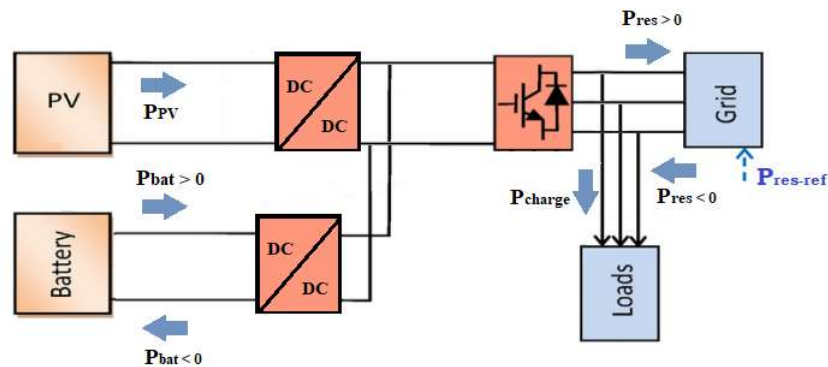 Pres > 0
PV
DC
DC
Grid
PPV
Pbat > 0
Pcharge
Pres < 0
Pres-ref
Battery
DC
DC
Loads
Pbat < 0